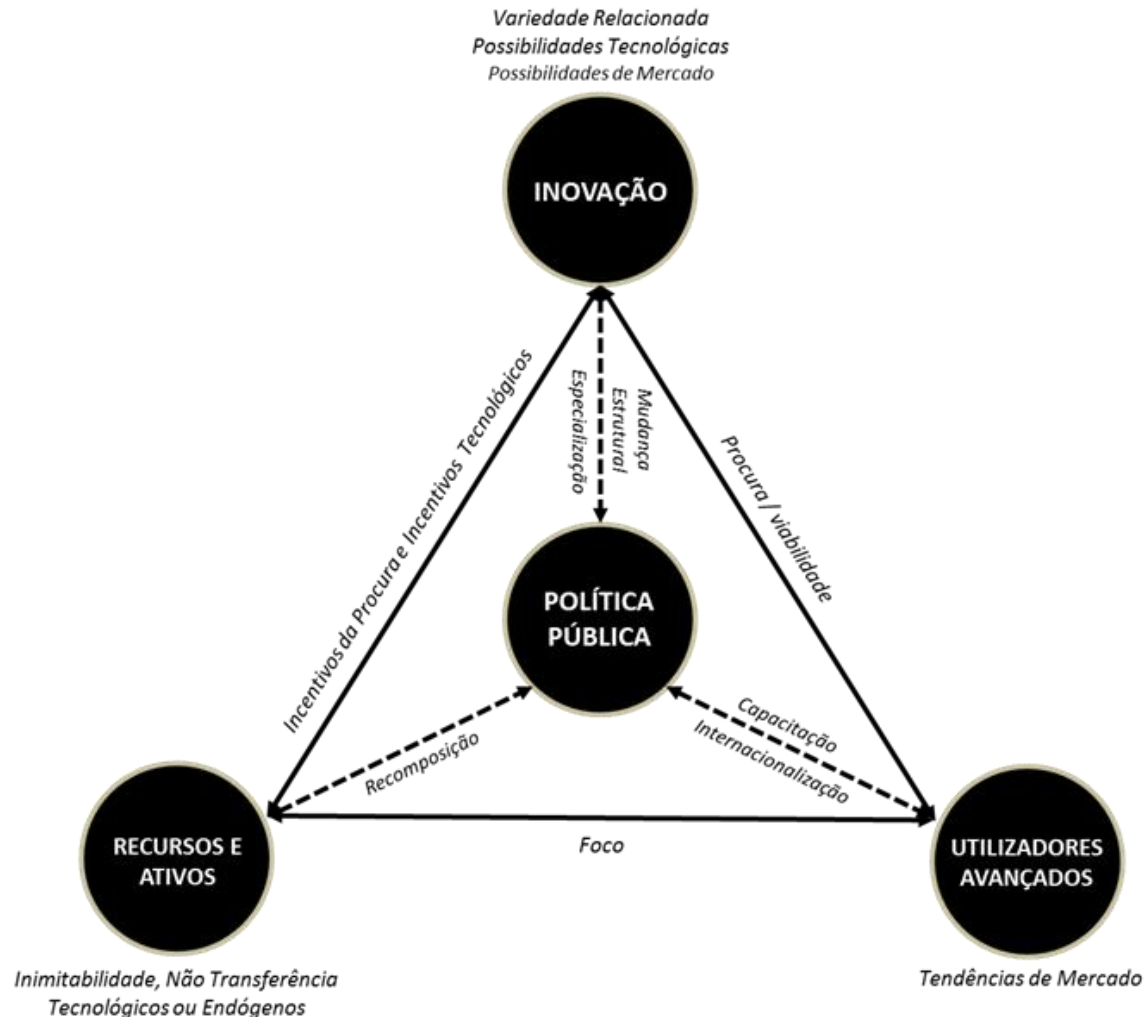 Variedade Relacionada
Possibilidades Tecnológicas
Possibilidades de Mercado
INOVAÇÃO
Incentivos da Procura e Incentivos Tecnológicos
Especialização
Mudança
Estrutural
Procura / viabilidade
POLÍTICA
PÚBLICA
Recomposição
Capacitação
Internacionalização
Foco
RECURSOS E
ATIVOS
UTILIZADORES
AVANÇADOS
Inimitabilidade, Não Transferência
Tecnológicos ou Endógenos
Tendências de Mercado